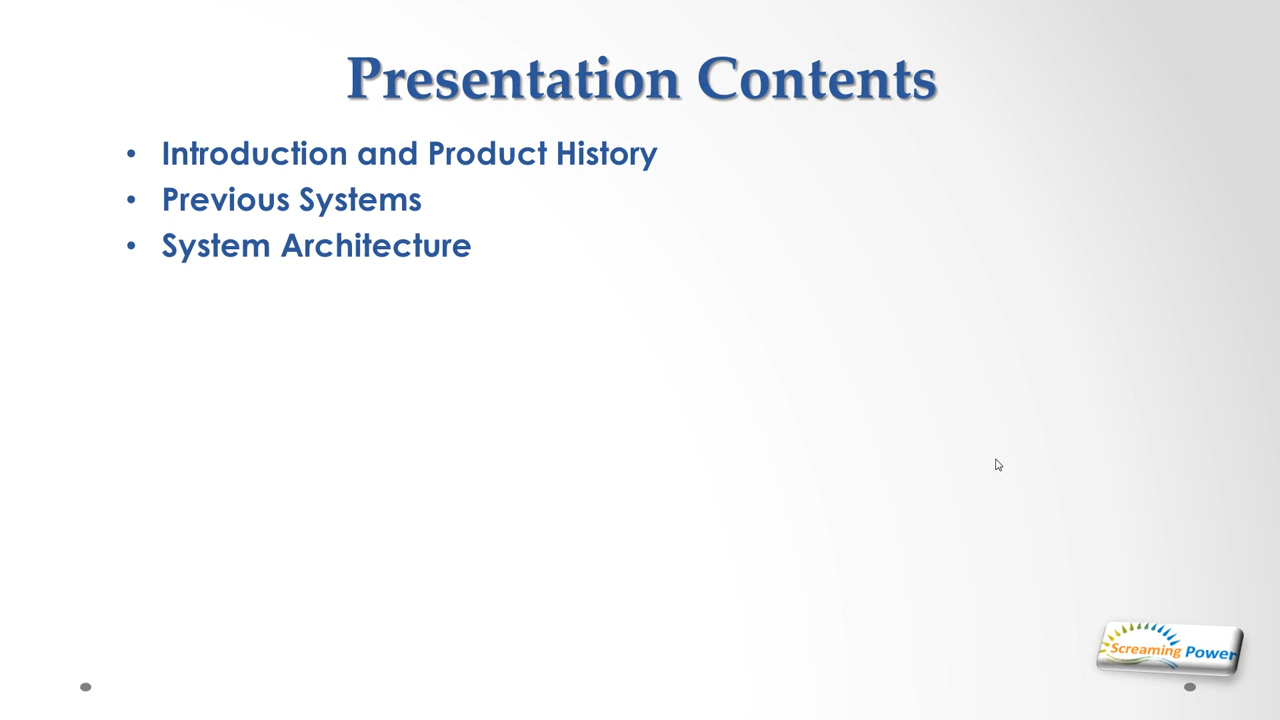 Presentation Contents
• Introduction and Product History
• Previous Systems
• System Architecture
Screaming Power